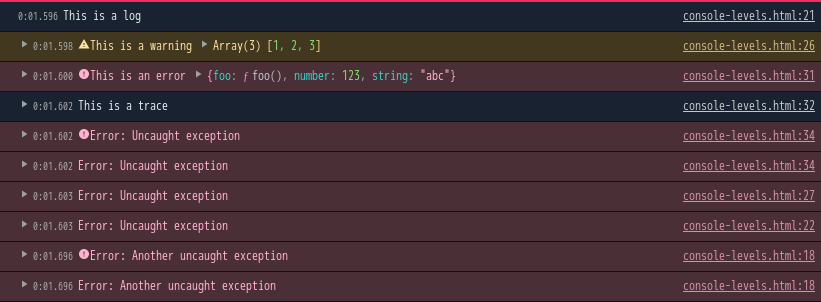 0:01.596 This is a log console-levels.html:21
0:01.598 This is a warning Array(3) [1, 2, 3] console-levels.html:26
0:01.600 This is an error {foo: ƒ foo(), number: 123, string: "abc"} console-levels.html:31
0:01.602 This is a trace console-levels.html:32
0:01.602 Error: Uncaught exception console-levels.html:34
0:01.602 Error: Uncaught exception console-levels.html:34
0:01.603 Error: Uncaught exception console-levels.html:27
0:01.603 Error: Uncaught exception console-levels.html:22
0:01.696 Error: Another uncaught exception console-levels.html:18
0:01.696 Error: Another uncaught exception console-levels.html:18